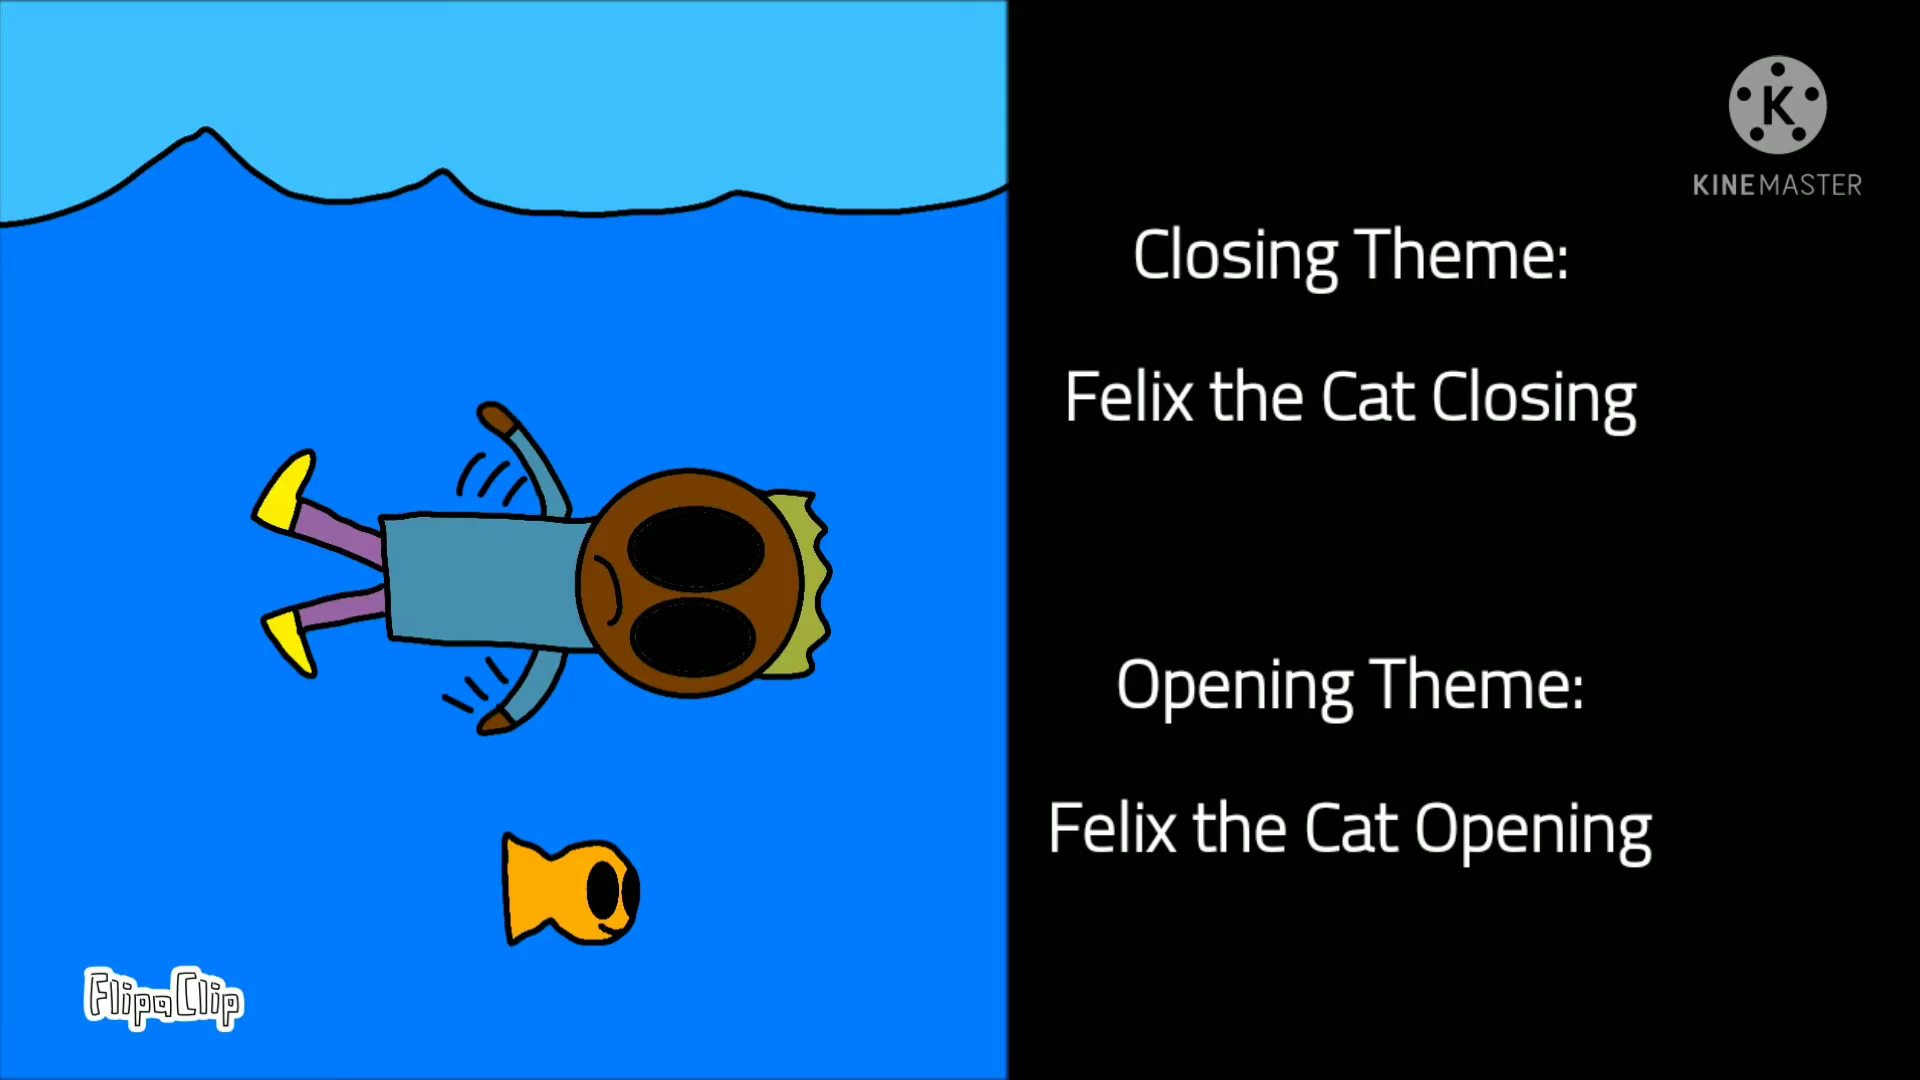 KINEMASTER
Closing Theme:
Felix the Cat Closing
Opening Theme:
Felix the Cat Opening
FlipaClip